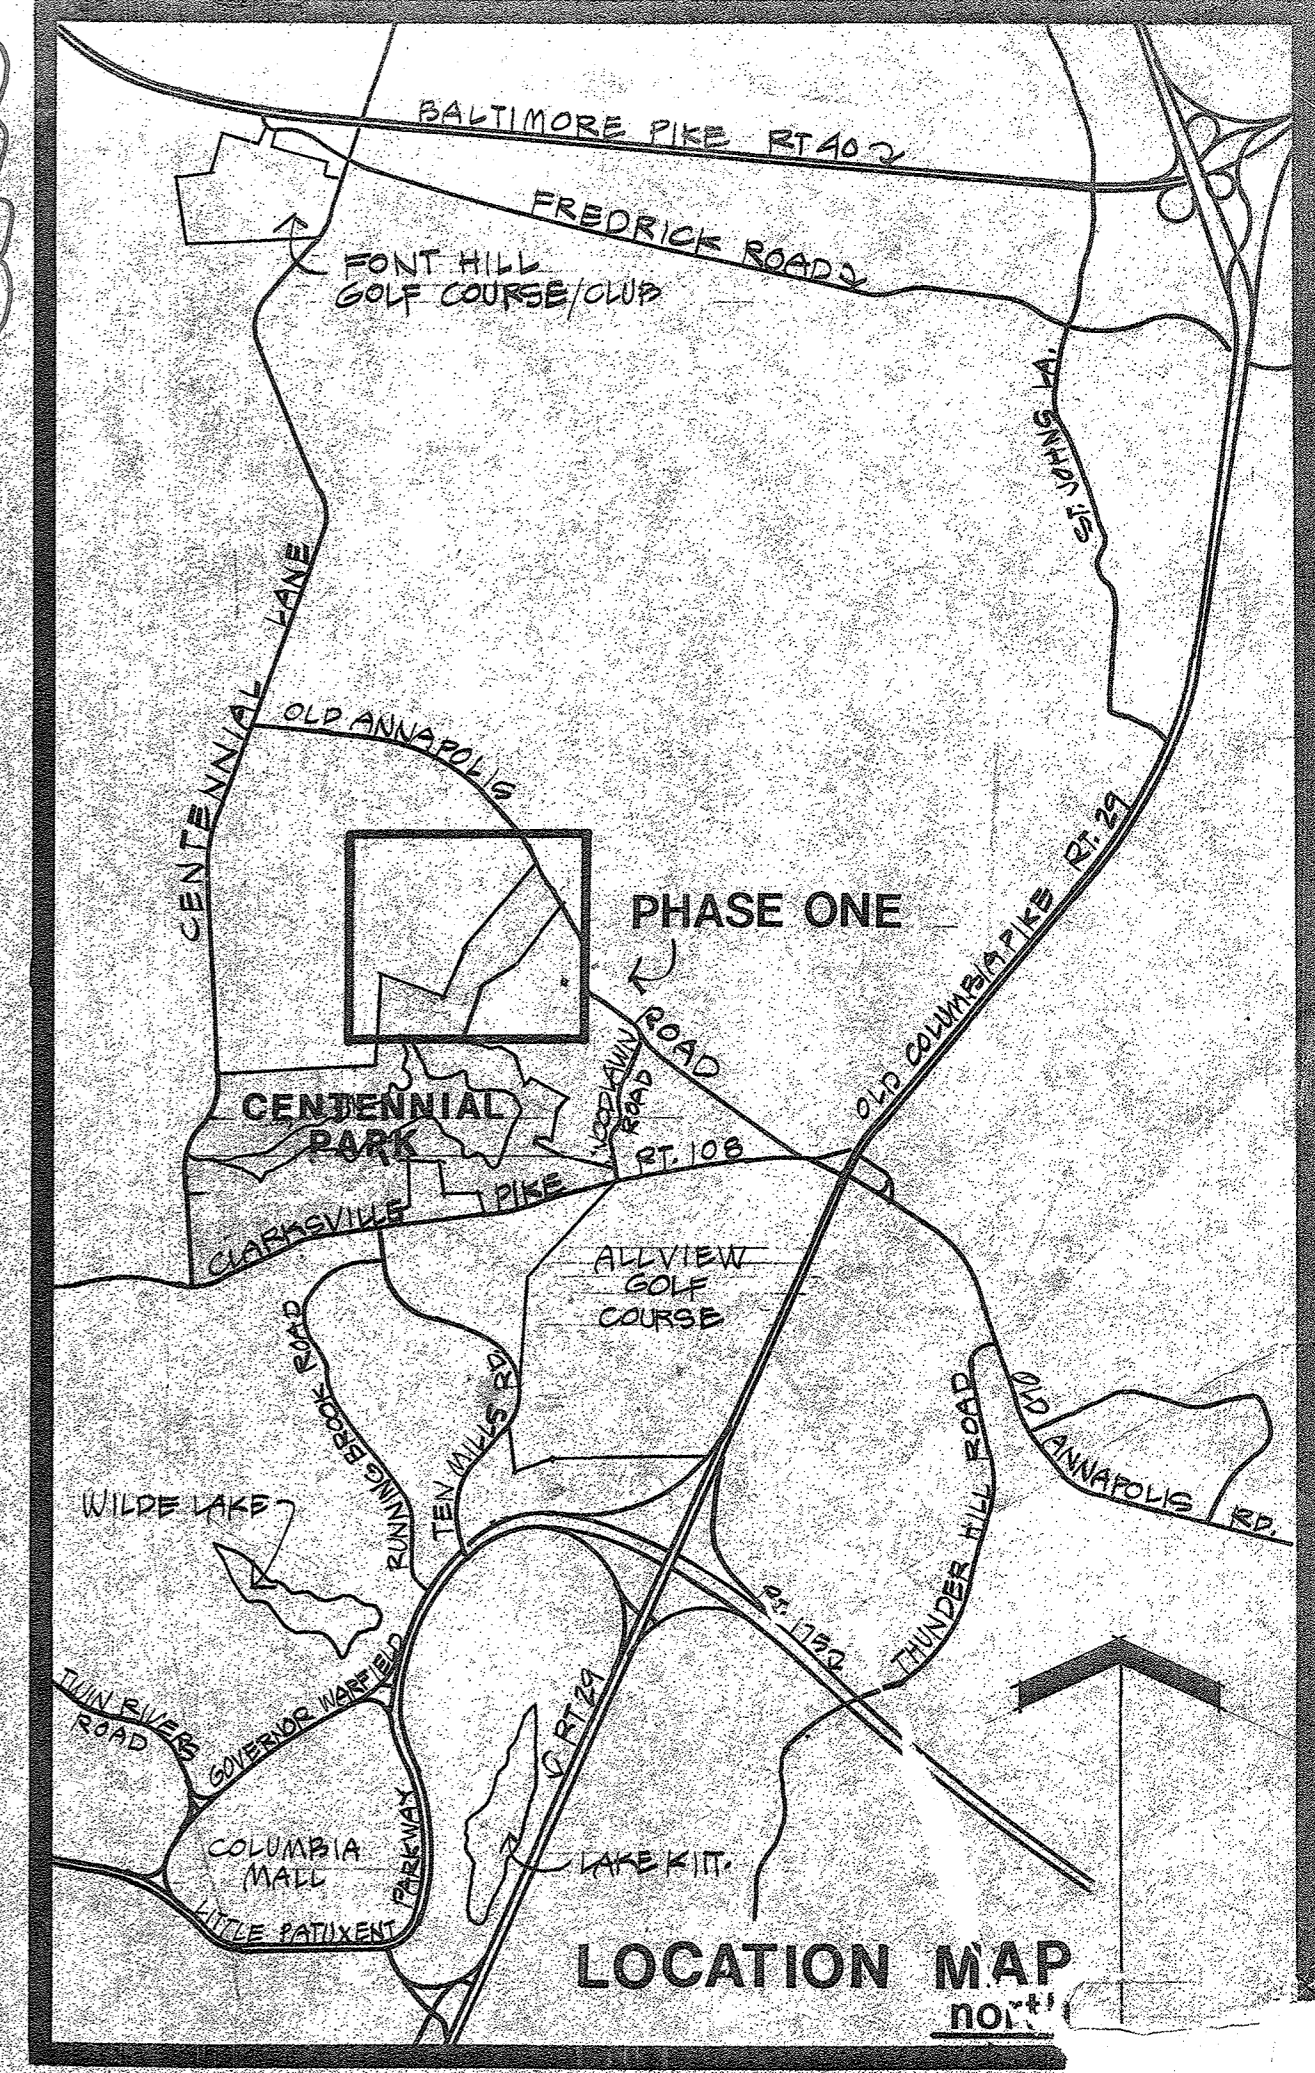 BALTIMORE PIKE RT 40
FREDRICK ROAD
FONT HILL
GOLF COURSE/CLUB
ST. JOHNS LA.
CENTENNIAL LANE
OLD ANNAPOLIS
PHASE ONE
OLD COLUMBIA PIKE RT. 29
ROAD
WOODLAWN
ROAD
CENTENNIAL
PARK
RT. 108
CLARKSVILLE PIKE
ALLVIEW
GOLF
COURSE
RUNNING BROOK ROAD
TEN MILLS RD.
THUNDER HILL ROAD
OLD
ANNAPOLIS RD.
WILDE LAKE
RT. 175
TWIN RIVERS
ROAD
GOVERNOR WARFIELD
PARKWAY
RT 29
COLUMBIA
MALL
LAKE KITT.
LITTLE PATUXENT
LOCATION MAP
north